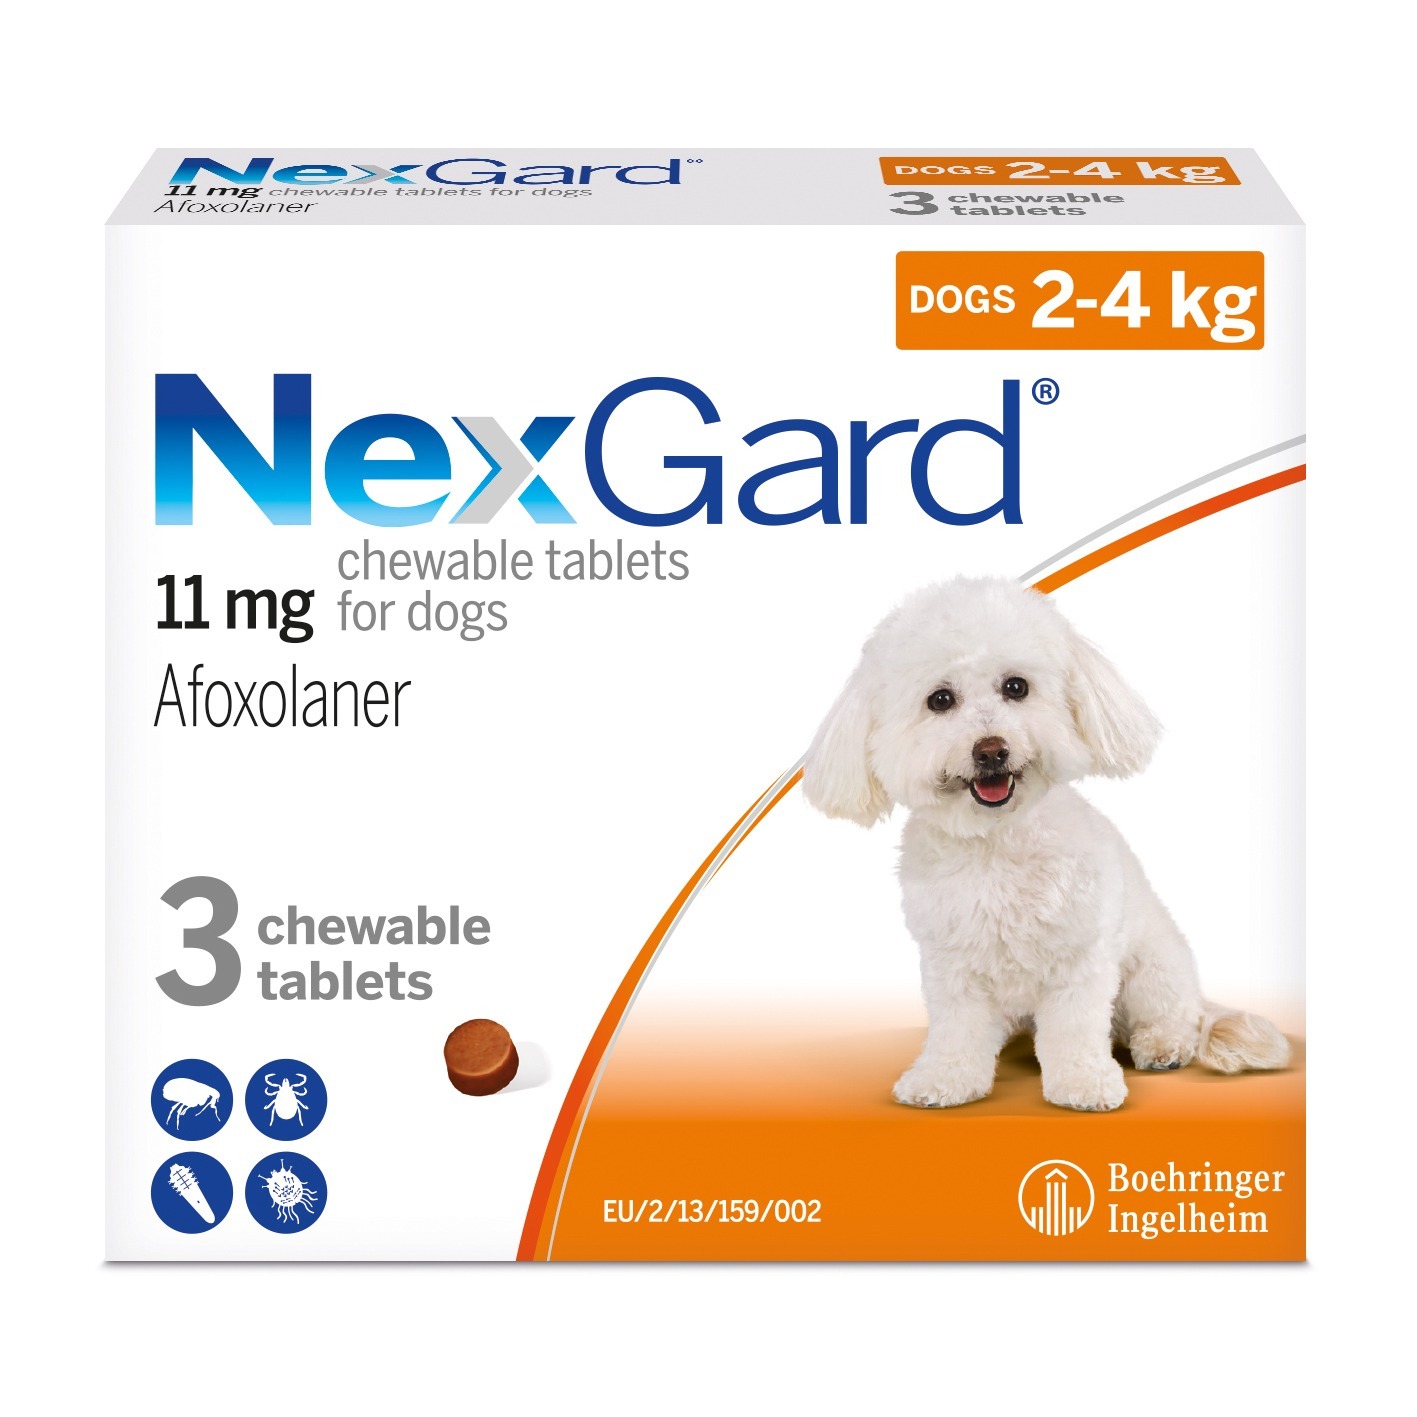 NexGard
11 mg chewable tablets for dogs
Afoxolaner
DOGS 2-4 kg
3 chewable
tablets
DOGS 2-4 kg
NexGard®
11 mg chewable tablets
for dogs
Afoxolaner
3 chewable
tablets
EU/2/13/159/002
Boehringer
Ingelheim